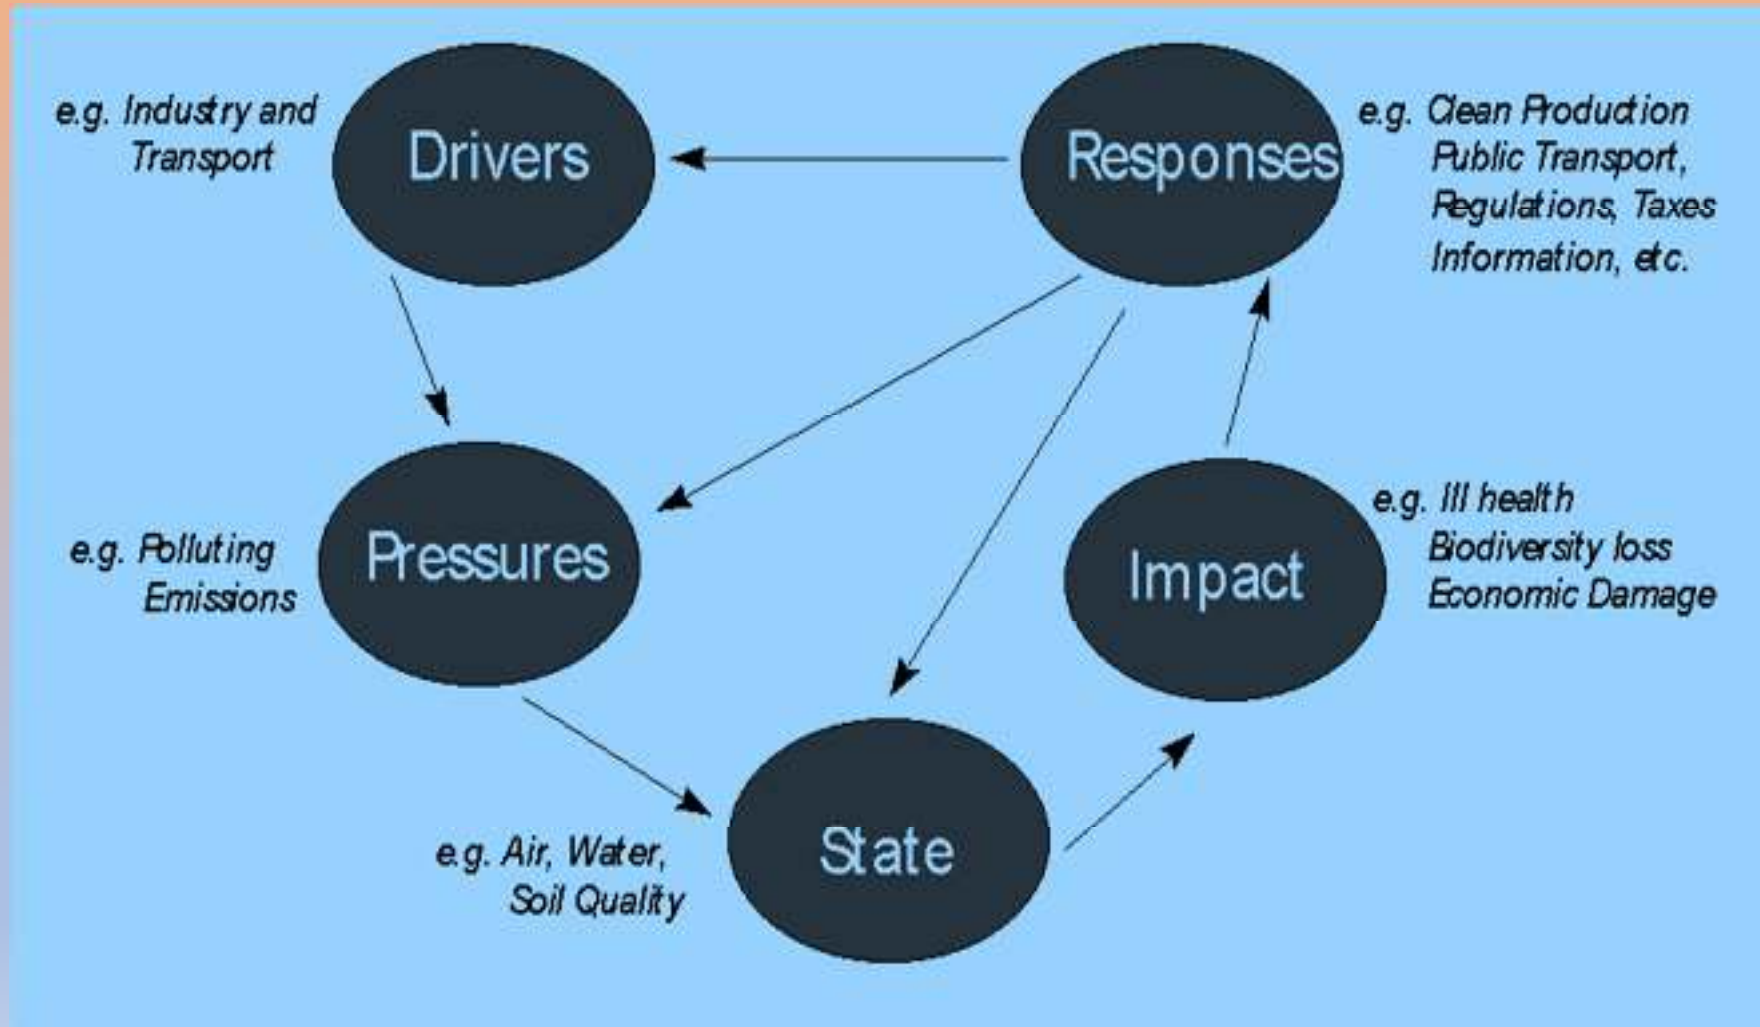 Drivers
e.g. Industry and
Transport
Responses
e.g. Clean Production
Public Transport,
Regulations, Taxes
Information, etc.
Pressures
e.g. Polluting
Emissions
Impact
e.g. Ill health
Biodiversity loss
Economic Damage
State
e.g. Air, Water,
Soil Quality